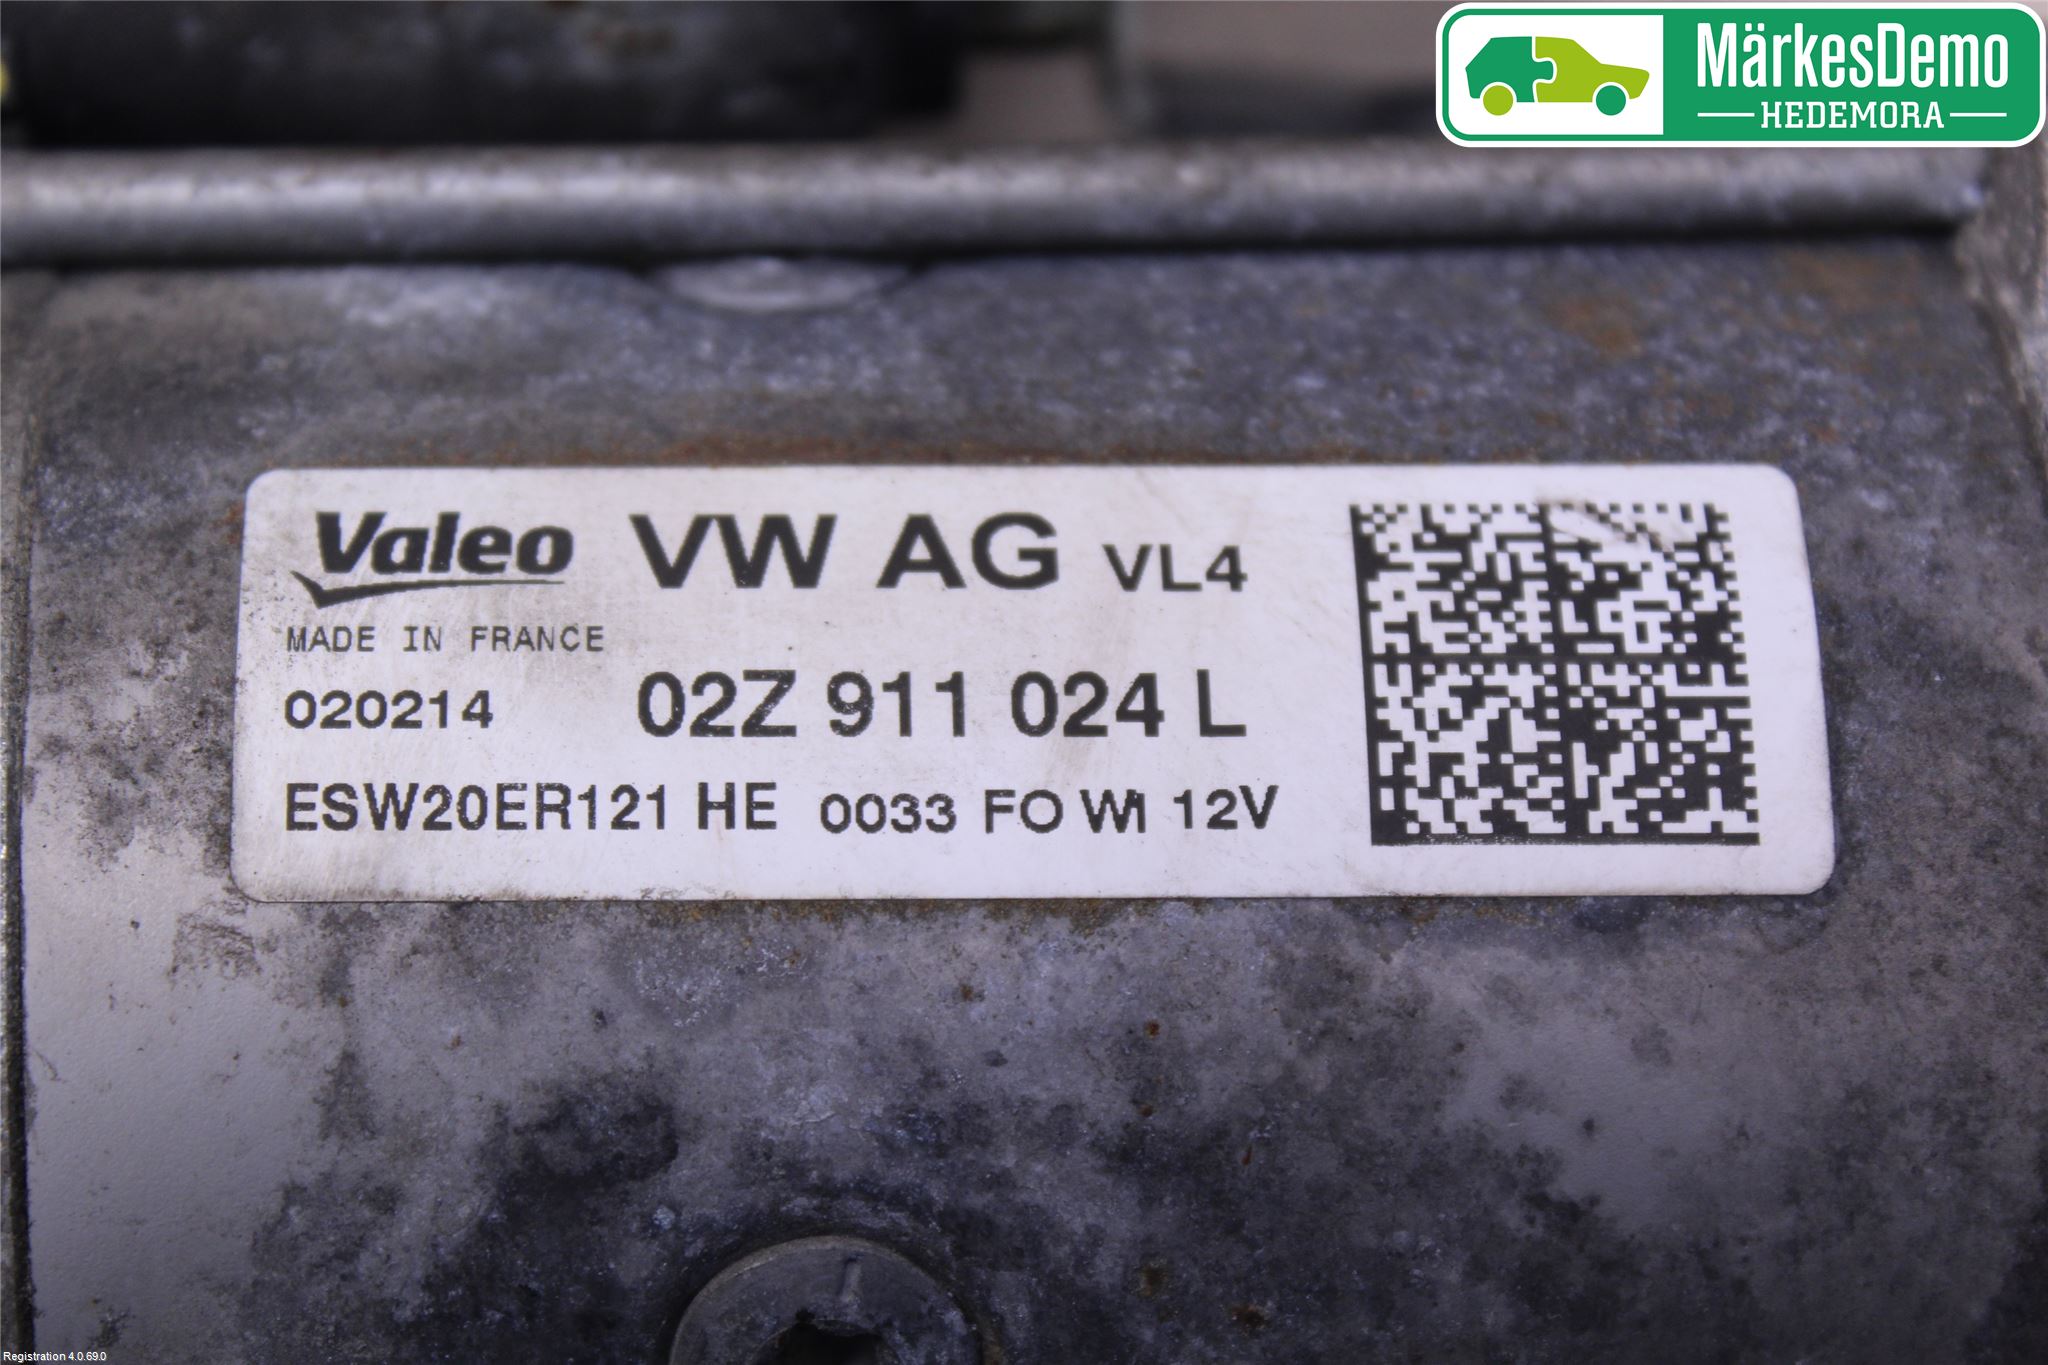 MärkesDemo
HEDEMORA
Valeo VW AG VL4
MADE IN FRANCE
020214 02Z 911 024 L
ESW20ER121 HE 0033 FO WI 12V
Registration 4.0.69.0